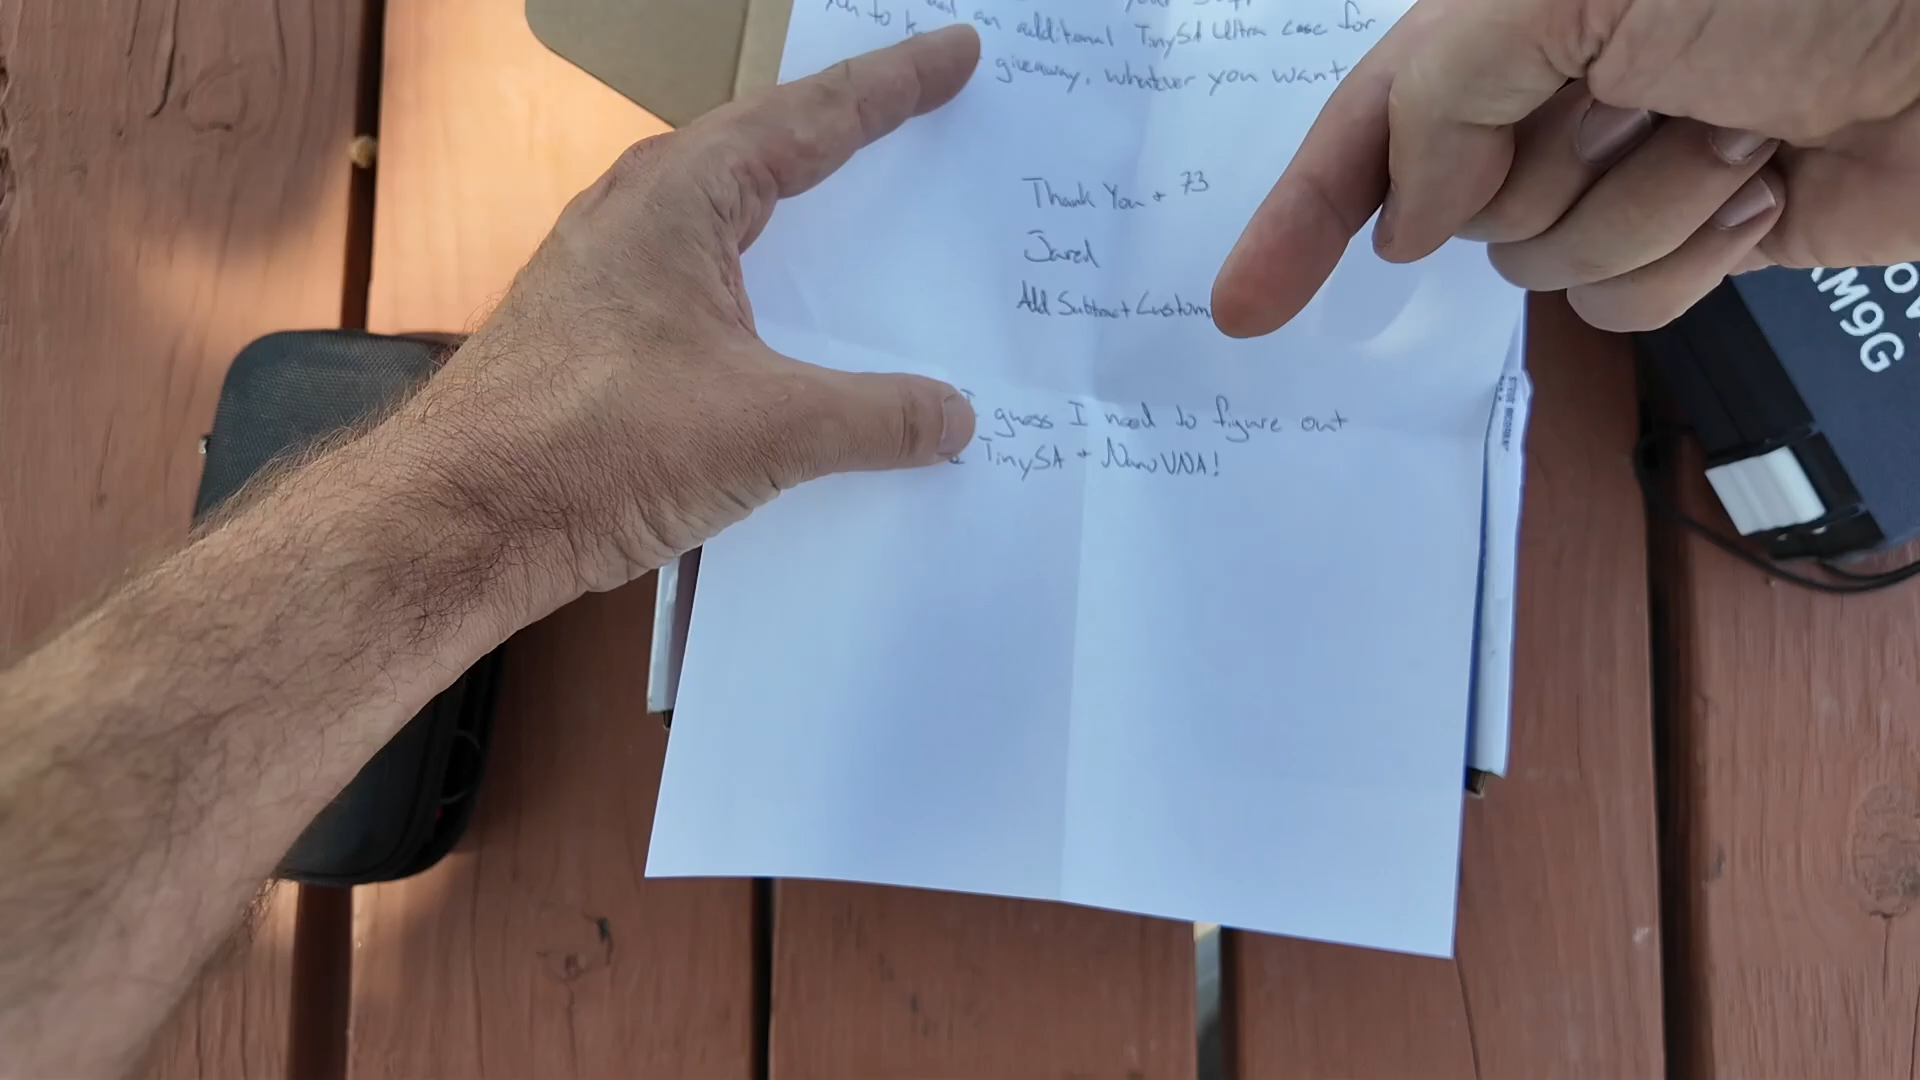 an additional TinySA Ultra case for
giveaway, whatever you want
Thank You + 73
Jared
Add Subtract Custom
I guess I need to figure out
TinySA + NanoVNA!
M9G